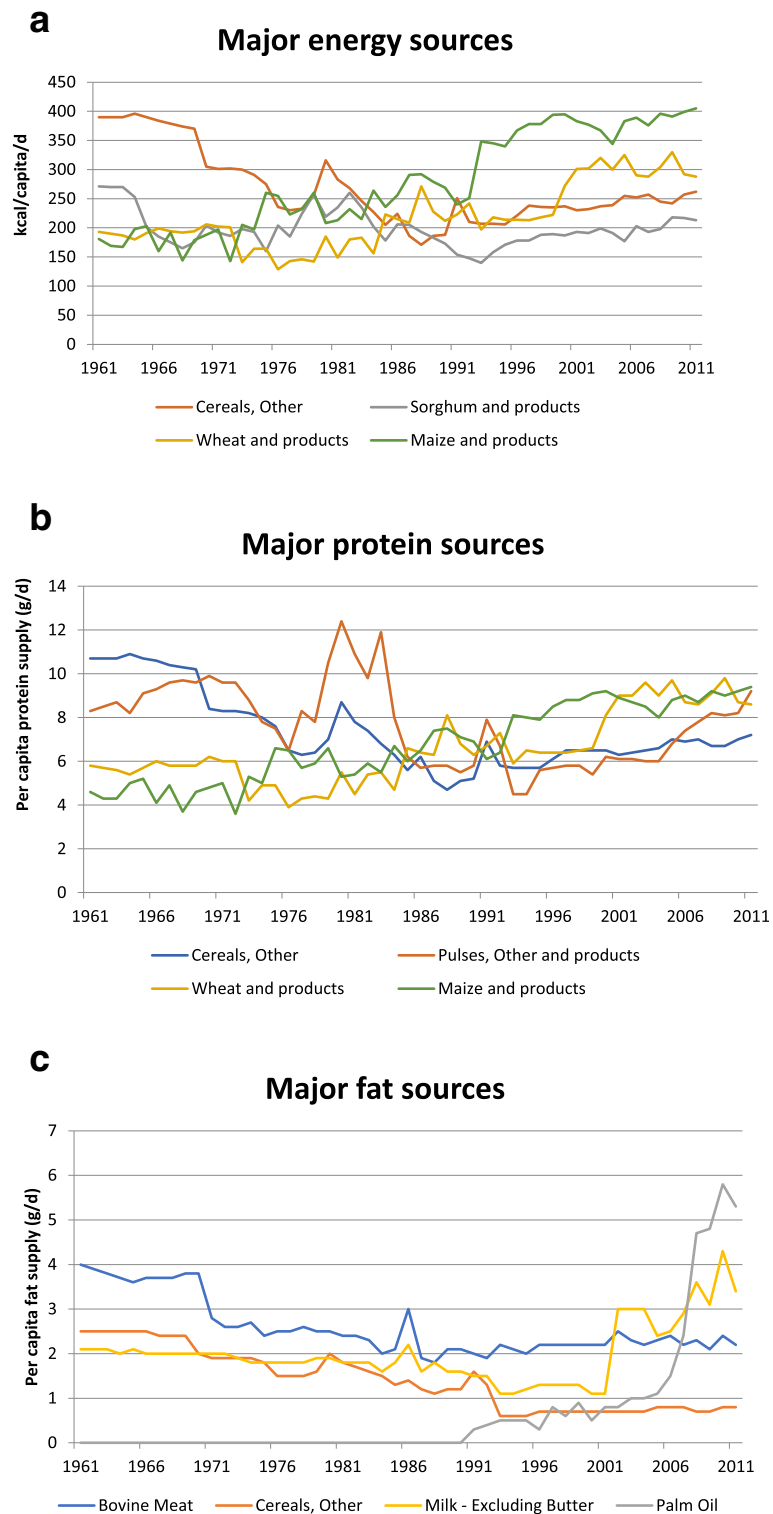 a
Major energy sources
kcal/capita/d
450
400
350
300
250
200
150
100
50
0
1961 1966 1971 1976 1981 1986 1991 1996 2001 2006 2011
Cereals, Other Sorghum and products
Wheat and products Maize and products
b
Major protein sources
Per capita protein supply (g/d)
14
12
10
8
6
4
2
0
1961 1966 1971 1976 1981 1986 1991 1996 2001 2006 2011
Cereals, Other Pulses, Other and products
Wheat and products Maize and products
c
Major fat sources
Per capita fat supply (g/d)
7
6
5
4
3
2
1
0
1961 1966 1971 1976 1981 1986 1991 1996 2001 2006 2011
Bovine Meat Cereals, Other Milk - Excluding Butter Palm Oil